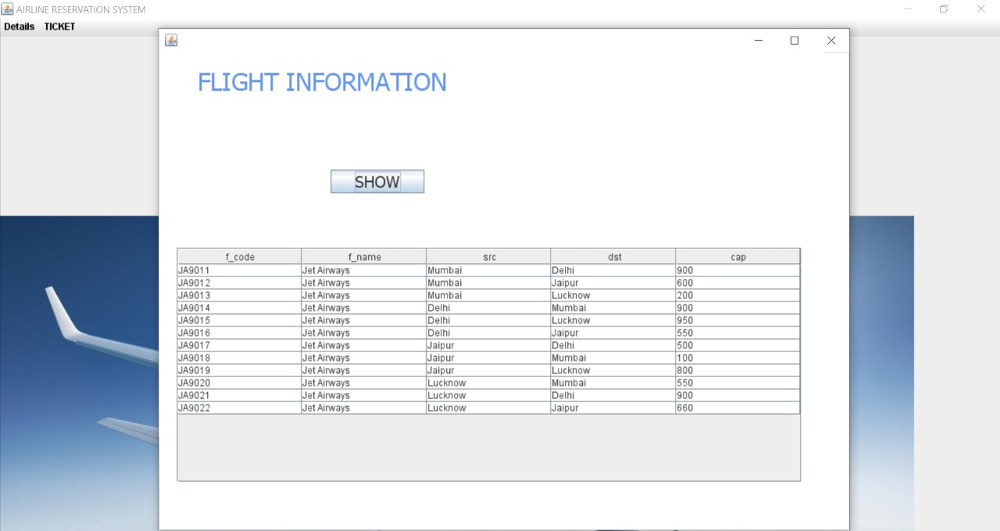 AIRLINE RESERVATION SYSTEM
Details TICKET
FLIGHT INFORMATION
SHOW
f_code f_name src dst cap
JA9011 Jet Airways Mumbai Delhi 900
JA9012 Jet Airways Mumbai Jaipur 600
JA9013 Jet Airways Mumbai Lucknow 200
JA9014 Jet Airways Delhi Mumbai 900
JA9015 Jet Airways Delhi Lucknow 950
JA9016 Jet Airways Delhi Jaipur 550
JA9017 Jet Airways Jaipur Delhi 500
JA9018 Jet Airways Jaipur Mumbai 100
JA9019 Jet Airways Jaipur Lucknow 800
JA9020 Jet Airways Lucknow Mumbai 550
JA9021 Jet Airways Lucknow Delhi 900
JA9022 Jet Airways Lucknow Jaipur 660